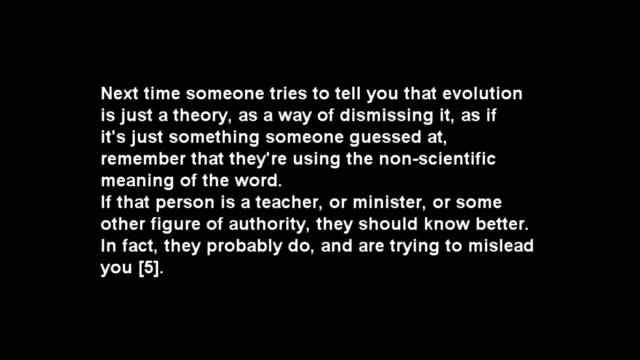 Next time someone tries to tell you that evolution
is just a theory, as a way of dismissing it, as if
it's just something someone guessed at,
remember that they're using the non-scientific
meaning of the word.
If that person is a teacher, or minister, or some
other figure of authority, they should know better.
In fact, they probably do, and are trying to mislead
you [5].